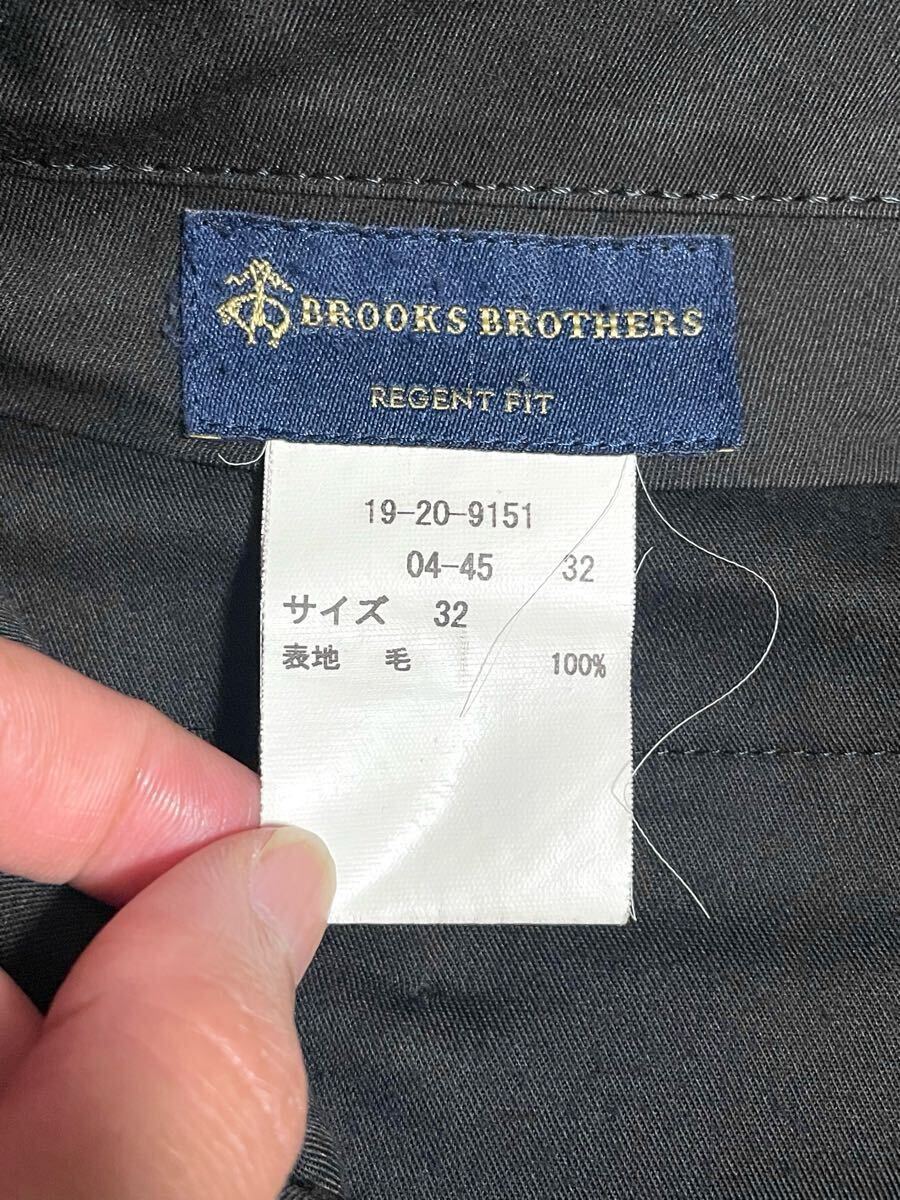 BROOKS BROTHERS
REGENT FIT
19-20-9151
04-45 32
サイズ 32
表地 毛 100%